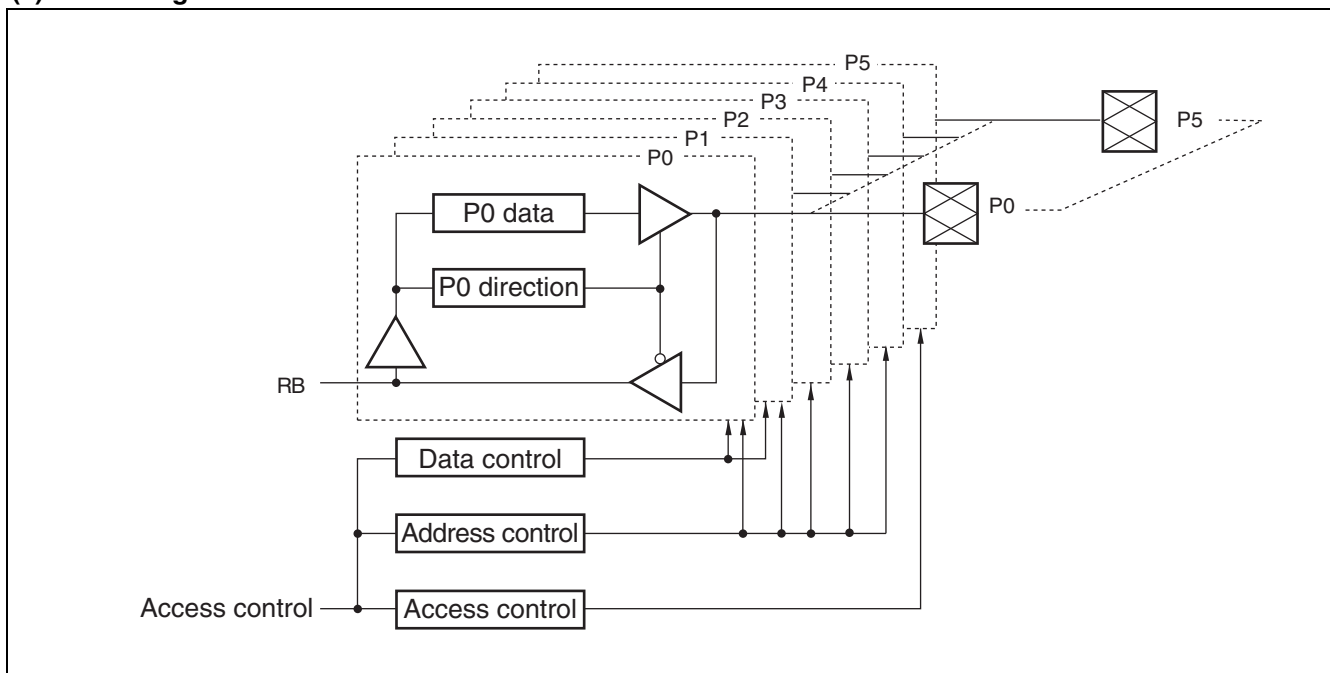 P5
P4
P3
P2
P1
P0
P5
P0
P0 data
P0 direction
RB
Data control
Address control
Access control
Access control